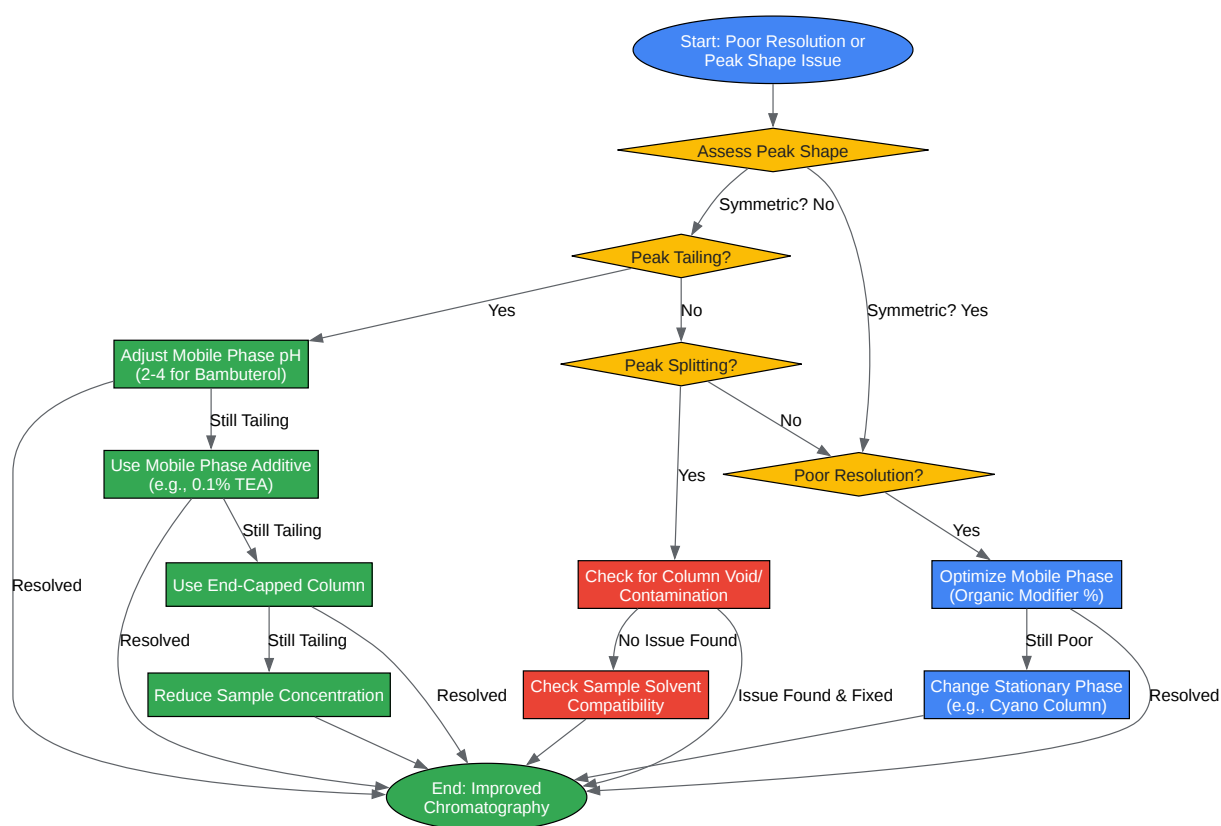 Start: Poor Resolution or
Peak Shape Issue
Assess Peak Shape
Symmetric? No
Peak Tailing?
Symmetric? Yes
Yes
No
Adjust Mobile Phase pH
(2-4 for Bambuterol)
Peak Splitting?
Still Tailing
No
Use Mobile Phase Additive
(e.g., 0.1% TEA)
Yes
Poor Resolution?
Still Tailing
Yes
Resolved
Use End-Capped Column
Check for Column Void/
Contamination
Optimize Mobile Phase
(Organic Modifier %)
Resolved
Still Tailing
No Issue Found
Still Poor
Reduce Sample Concentration
Resolved
Check Sample Solvent
Compatibility
Issue Found & Fixed
Change Stationary Phase
(e.g., Cyano Column)
Resolved
End: Improved
Chromatography